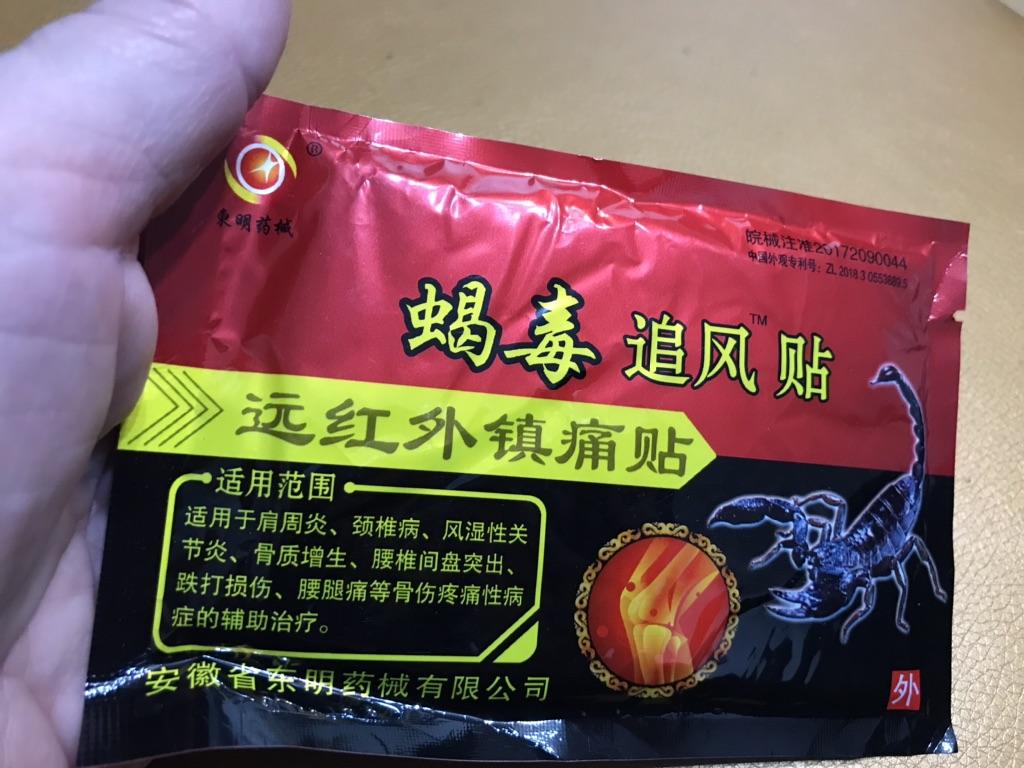 ®
東明药械
皖械注准20172090044
中国外观专利号：ZL 2018 3 0553689.5
蝎毒 追风™贴
远红外镇痛贴
适用范围
适用于肩周炎、颈椎病、风湿性关
节炎、骨质增生、腰椎间盘突出、
跌打损伤、腰腿痛等骨伤疼痛性病
症的辅助治疗。
安徽省东明药械有限公司
外